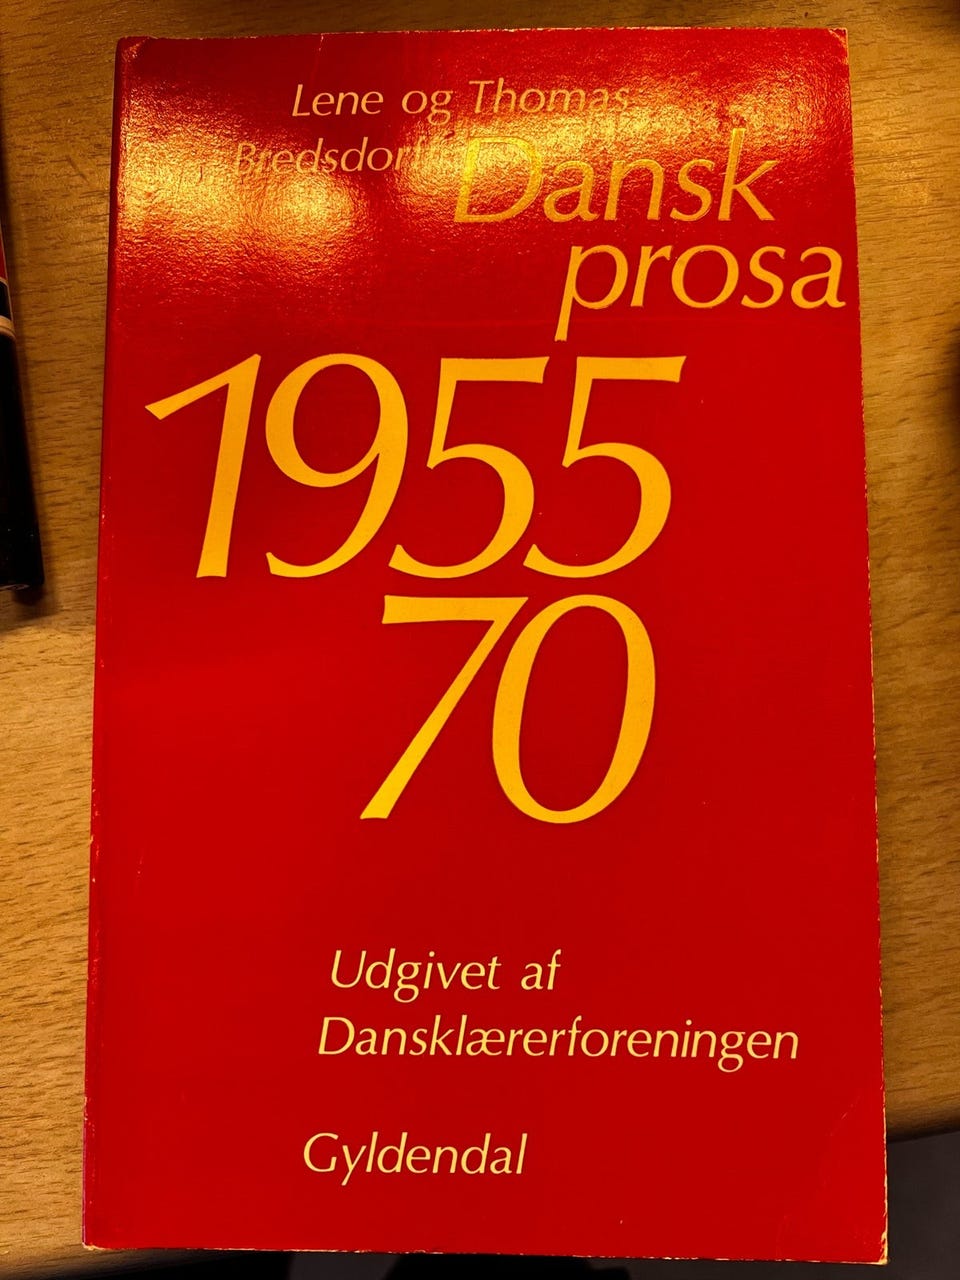 Lene og Thomas
Bredsdorff:
Dansk
prosa
1955
70
Udgivet af
Dansklærerforeningen
Gyldendal